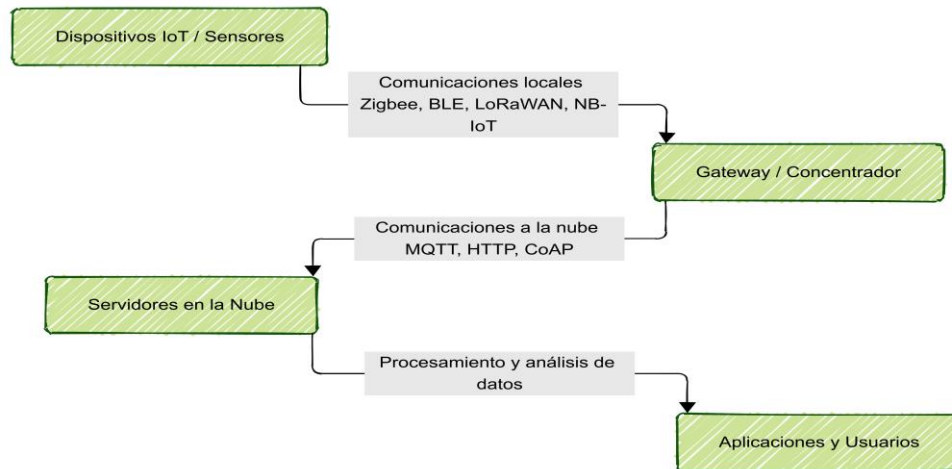 Dispositivos IoT / Sensores
Comunicaciones locales
Zigbee, BLE, LoRaWAN, NB-
IoT
Gateway / Concentrador
Comunicaciones a la nube
MQTT, HTTP, CoAP
Servidores en la Nube
Procesamiento y análisis de
datos
Aplicaciones y Usuarios